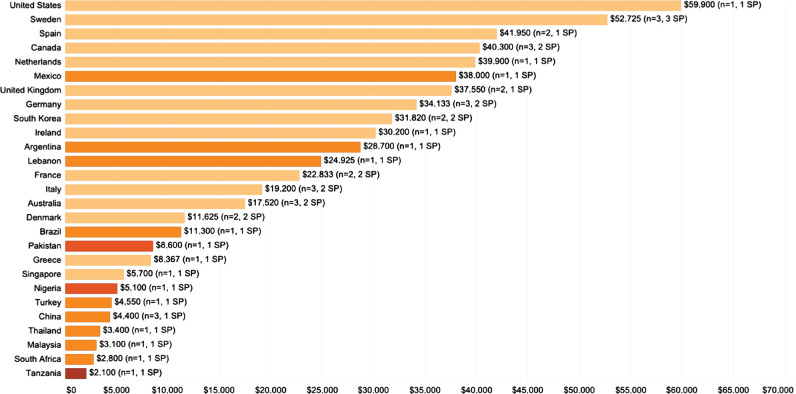 United States $59.900 (n=1, 1 SP)
Sweden $52.725 (n=3, 3 SP)
Spain $41.950 (n=2, 1 SP)
Canada $40.300 (n=3, 2 SP)
Netherlands $39.900 (n=1, 1 SP)
Mexico $38.000 (n=1, 1 SP)
United Kingdom $37.550 (n=2, 1 SP)
Germany $34.133 (n=3, 2 SP)
South Korea $31.820 (n=2, 2 SP)
Ireland $30.200 (n=1, 1 SP)
Argentina $28.700 (n=1, 1 SP)
Lebanon $24.925 (n=1, 1 SP)
France $22.833 (n=2, 2 SP)
Italy $19.200 (n=3, 2 SP)
Australia $17.520 (n=3, 2 SP)
Denmark $11.625 (n=2, 2 SP)
Brazil $11.300 (n=1, 1 SP)
Pakistan $8.600 (n=1, 1 SP)
Greece $8.367 (n=1, 1 SP)
Singapore $5.700 (n=1, 1 SP)
Nigeria $5.100 (n=1, 1 SP)
Turkey $4.550 (n=1, 1 SP)
China $4.400 (n=3, 1 SP)
Thailand $3.400 (n=1, 1 SP)
Malaysia $3.100 (n=1, 1 SP)
South Africa $2.800 (n=1, 1 SP)
Tanzania $2.100 (n=1, 1 SP)
$0 $5.000 $10.000 $15.000 $20.000 $25.000 $30.000 $35.000 $40.000 $45.000 $50.000 $55.000 $60.000 $65.000 $70.000